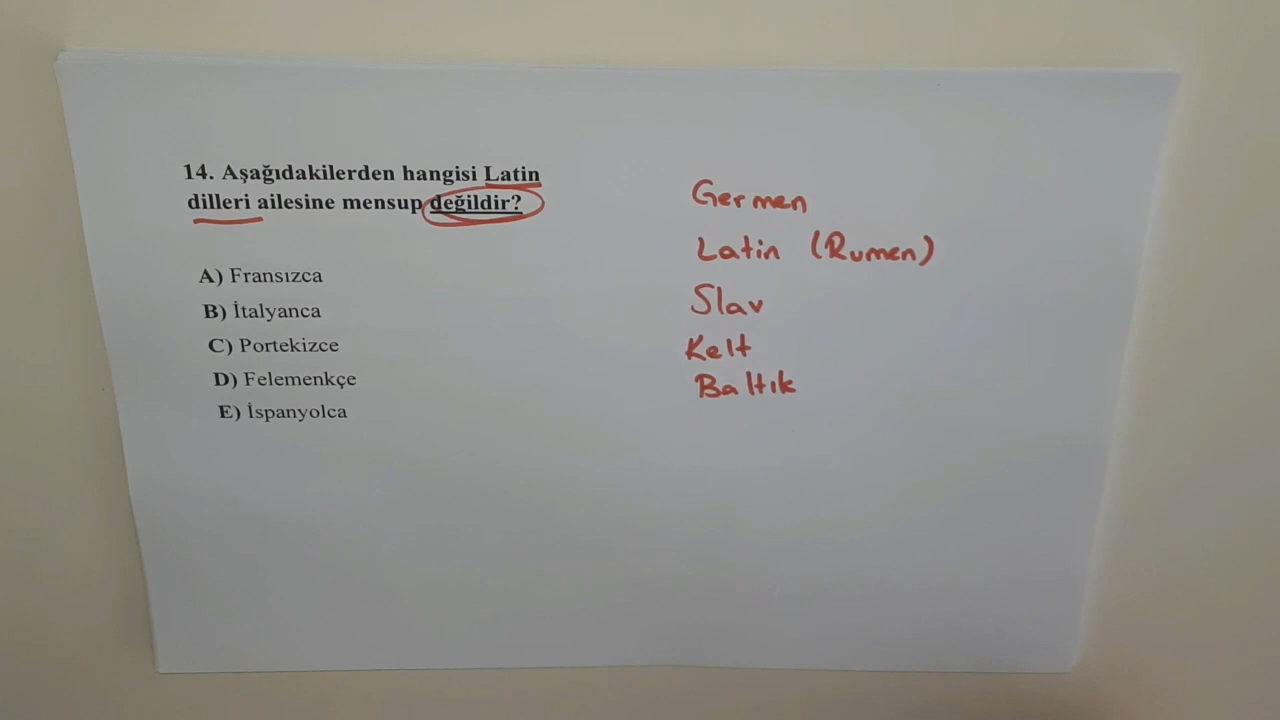 14. Aşağıdakilerden hangisi Latin
dilleri ailesine mensup değildir?
A) Fransızca
B) İtalyanca
C) Portekizce
D) Felemenkçe
E) İspanyolca
Germen
Latin (Rumen)
Slav
Kelt
Baltık